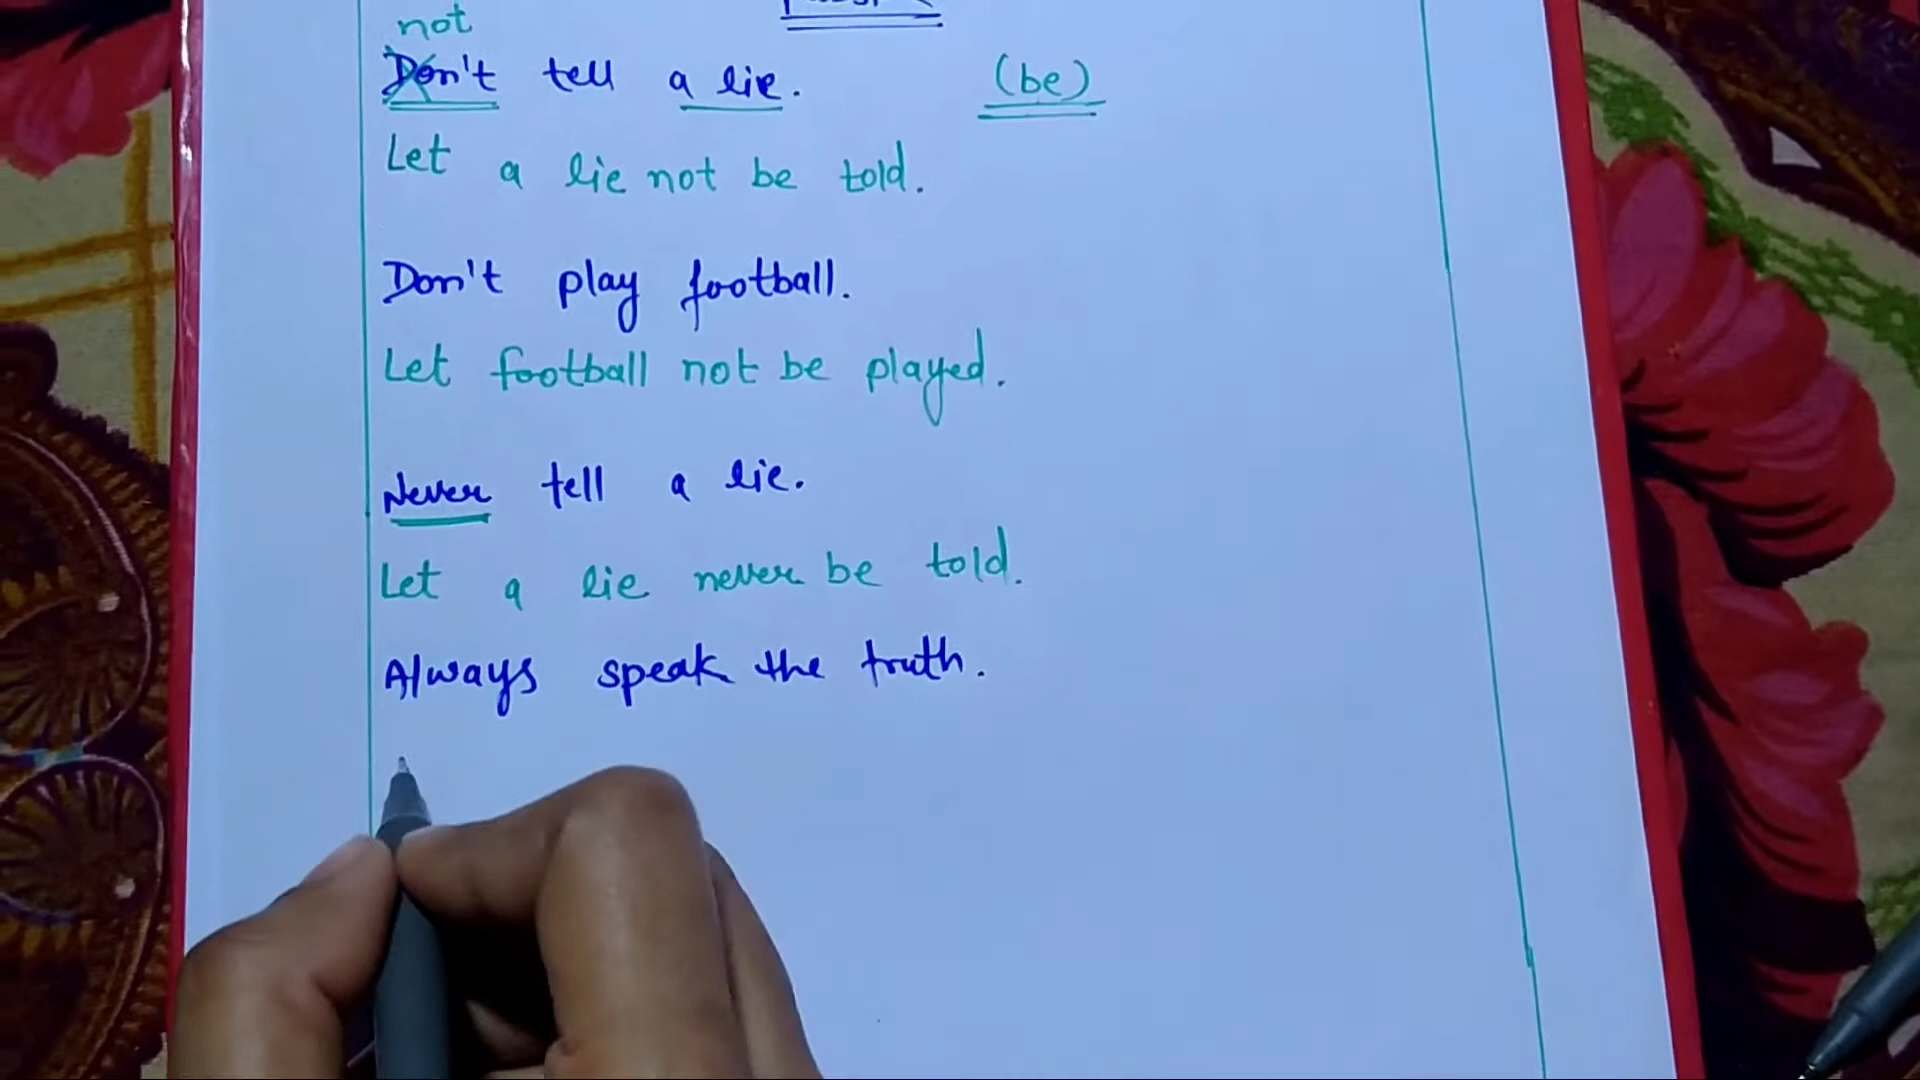 not
Don't tell a lie. (be)
Let a lie not be told.
Don't play football.
Let football not be played.
Never tell a lie.
Let a lie never be told.
Always speak the truth.